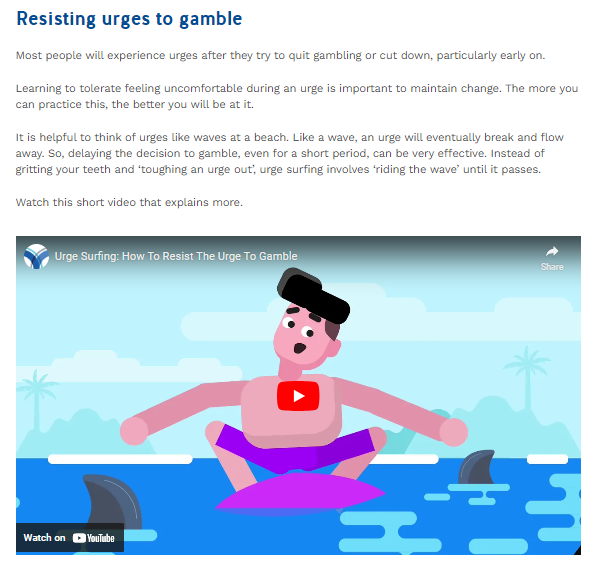 Resisting urges to gamble
Most people will experience urges after they try to quit gambling or cut down, particularly early on.
Learning to tolerate feeling uncomfortable during an urge is important to maintain change. The more you
can practice this, the better you will be at it.
It is helpful to think of urges like waves at a beach. Like a wave, an urge will eventually break and flow
away. So, delaying the decision to gamble, even for a short period, can be very effective. Instead of
gritting your teeth and ‘toughing an urge out’, urge surfing involves ‘riding the wave’ until it passes.
Watch this short video that explains more.
Urge Surfing: How To Resist The Urge To Gamble
Share
Watch on YouTube